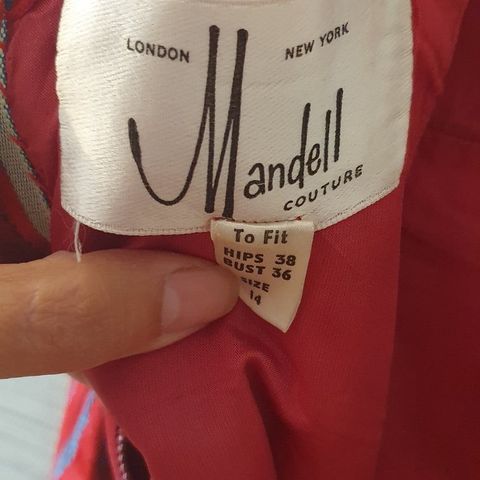 LONDON NEW YORK
Mandell
COUTURE
To Fit
HIPS 38
BUST 36
SIZE
14